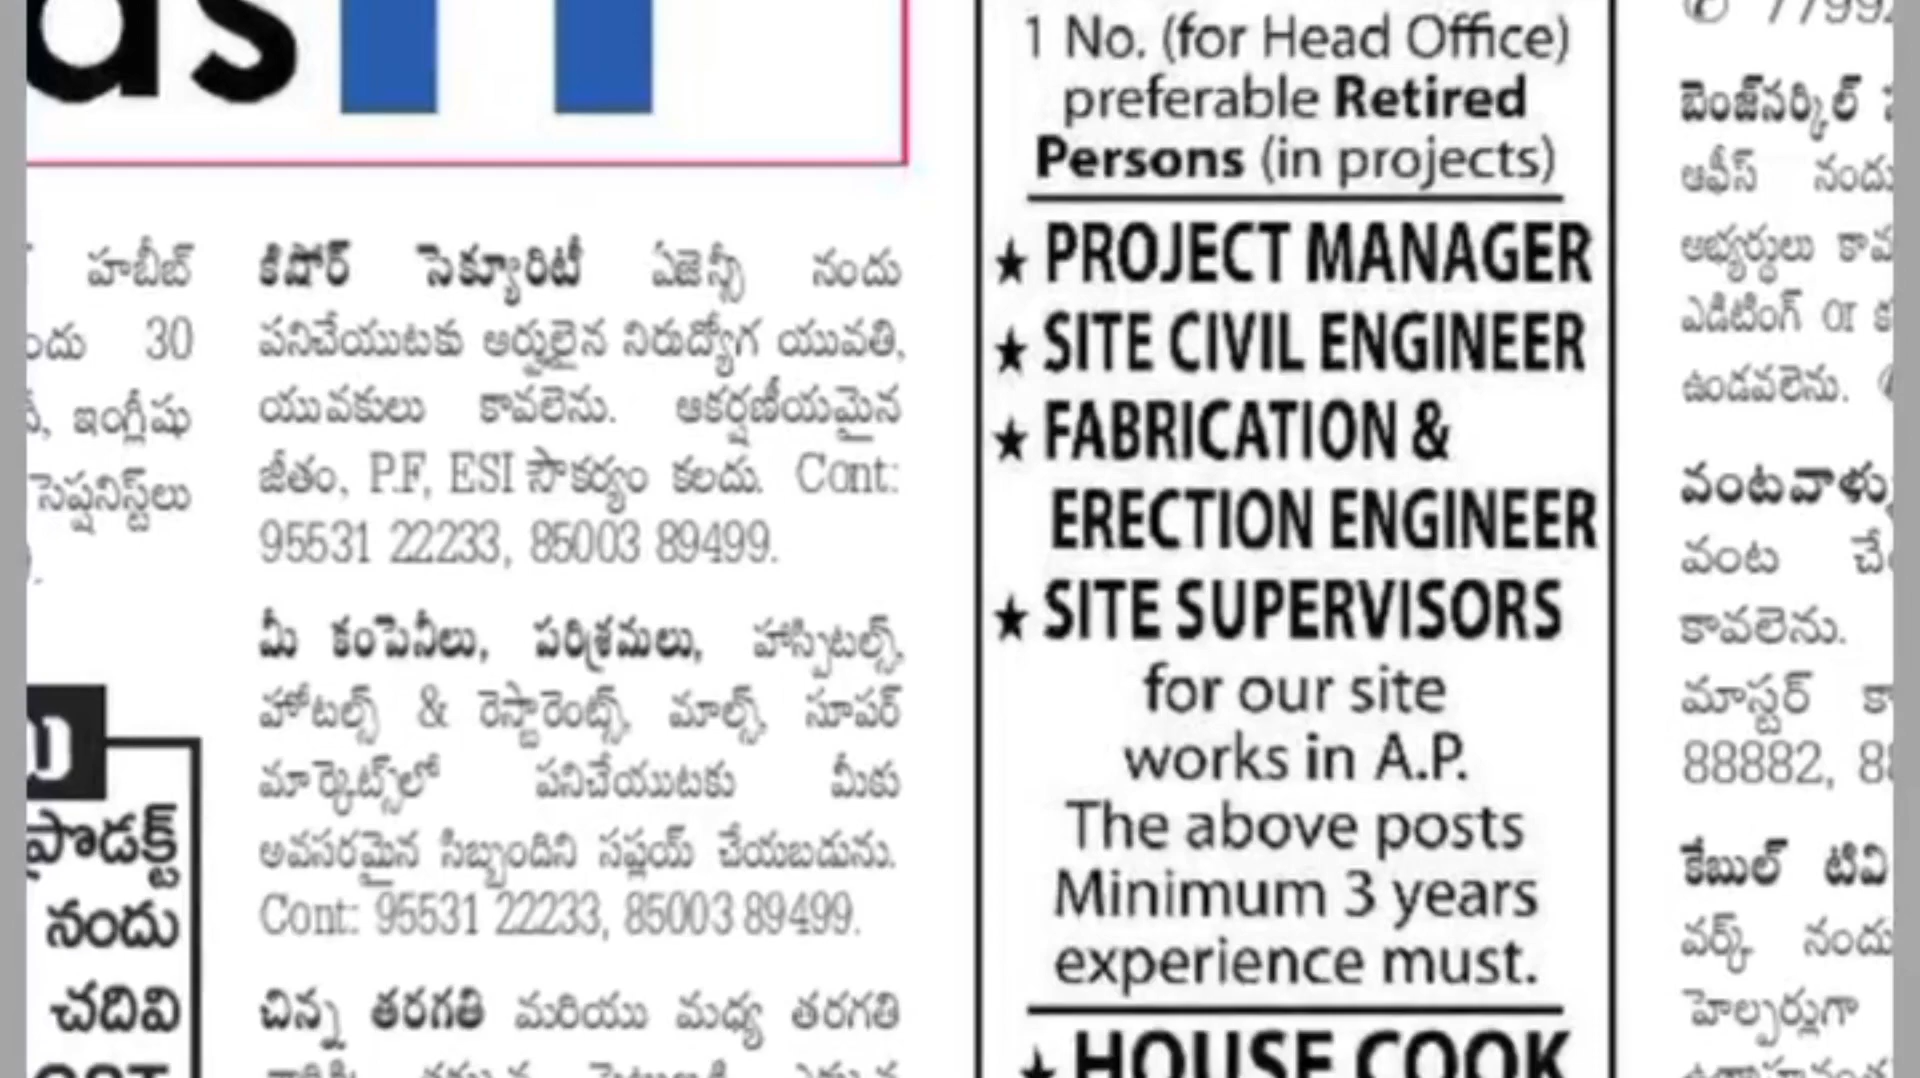 as
హబీబ్
30
ఇంగ్లీషు
నందు
చదివి
కిషోర్ సెక్యూరిటీ ఏజెన్సీ నందు
పనిచేయుటకు అర్హులైన నిరుద్యోగ యువతి,
యువకులు కావలెను. ఆకర్షణీయమైన
జీతం, P.F, ESI సౌకర్యం కలదు. Cont:
95531 22233, 85003 89499.
మీ కంపెనీలు, పరిశ్రమలు, హాస్పిటల్స్,
హోటల్స్ & రెస్టారెంట్స్, మాల్స్, సూపర్
మార్కెట్స్‌లో పనిచేయుటకు మీకు
అవసరమైన సిబ్బందిని సప్లయ్ చేయబడును.
Cont: 95531 22233, 85003 89499.
చిన్న తరగతి మరియు మధ్య తరగతి
1 No. (for Head Office)
preferable Retired
Persons (in projects)
★ PROJECT MANAGER
★ SITE CIVIL ENGINEER
★ FABRICATION &
ERECTION ENGINEER
★ SITE SUPERVISORS
for our site
works in A.P.
The above posts
Minimum 3 years
experience must.
★ HOUSE COOK
బెంజ్‌సర్కిల్
ఆఫీస్ నందు
అభ్యర్థులు
ఎడిటింగ్ or
ఉండవలెను.
వంటవాళ్ళు
వంట
కావలెను.
మాస్టర్
88882,
కేబుల్ టివి
వర్క్ నందు
హెల్పర్లుగా